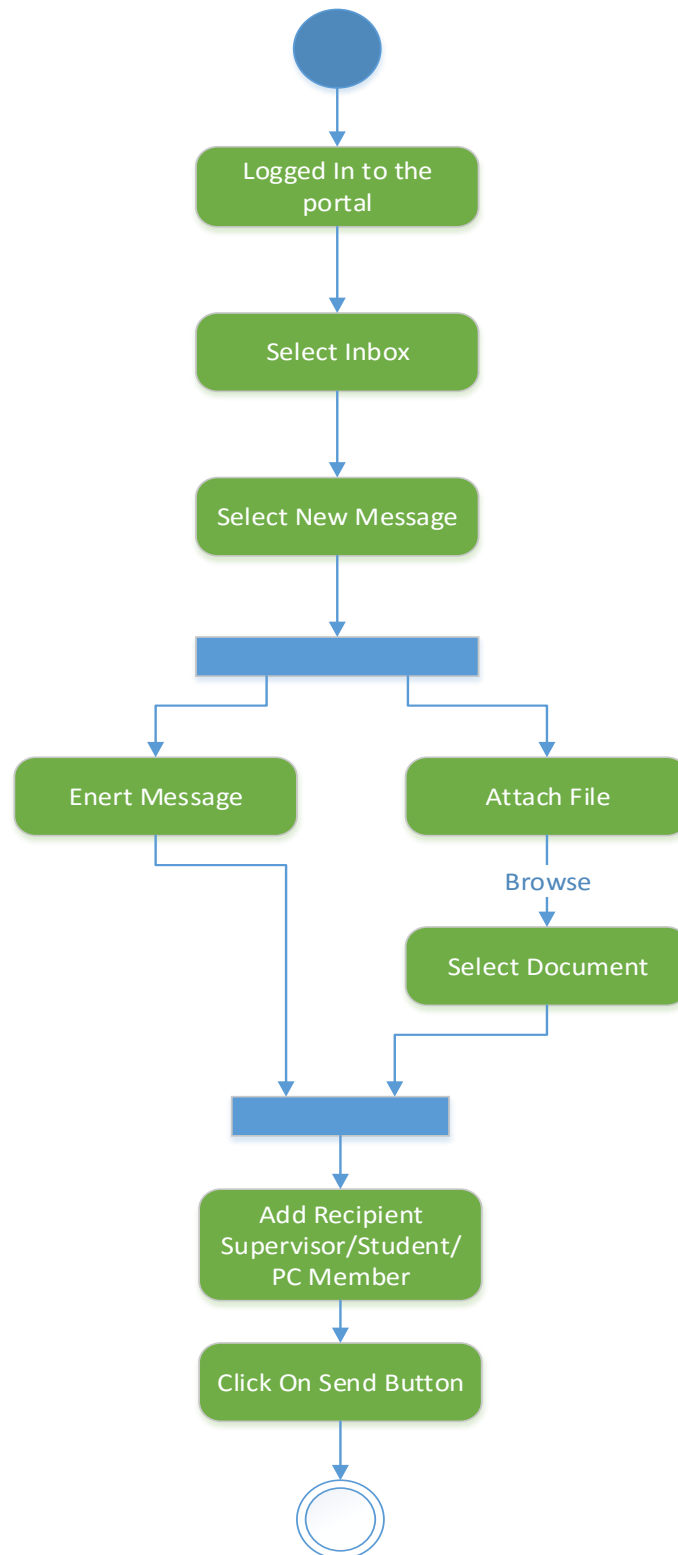 Logged In to the
portal
Select Inbox
Select New Message
Enert Message
Attach File
Browse
Select Document
Add Recipient
Supervisor/Student/
PC Member
Click On Send Button